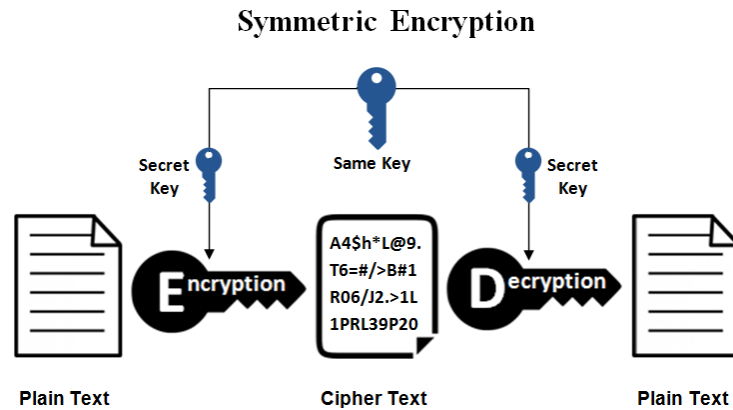 Symmetric Encryption
Secret
Key
Same Key
Secret
Key
Encryption
A4$h*L@9.
T6=#/>B#1
R06/J2.>1L
1PRL39P20
Decryption
Plain Text
Cipher Text
Plain Text